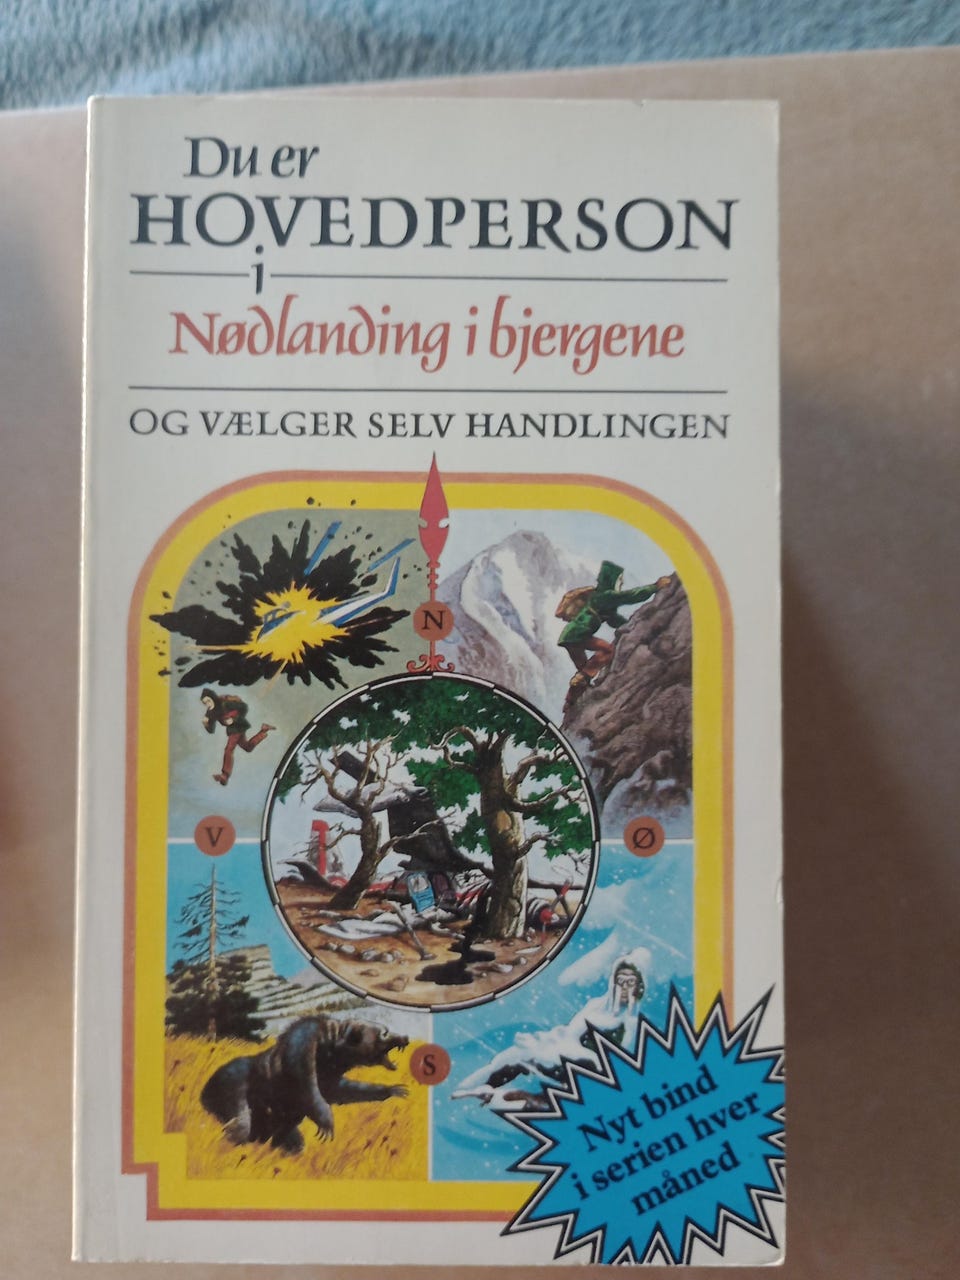 Du er
HOVEDPERSON
i
Nødlanding i bjergene
OG VÆLGER SELV HANDLINGEN
N
V
Ø
S
Nyt bind
i serien hver
måned